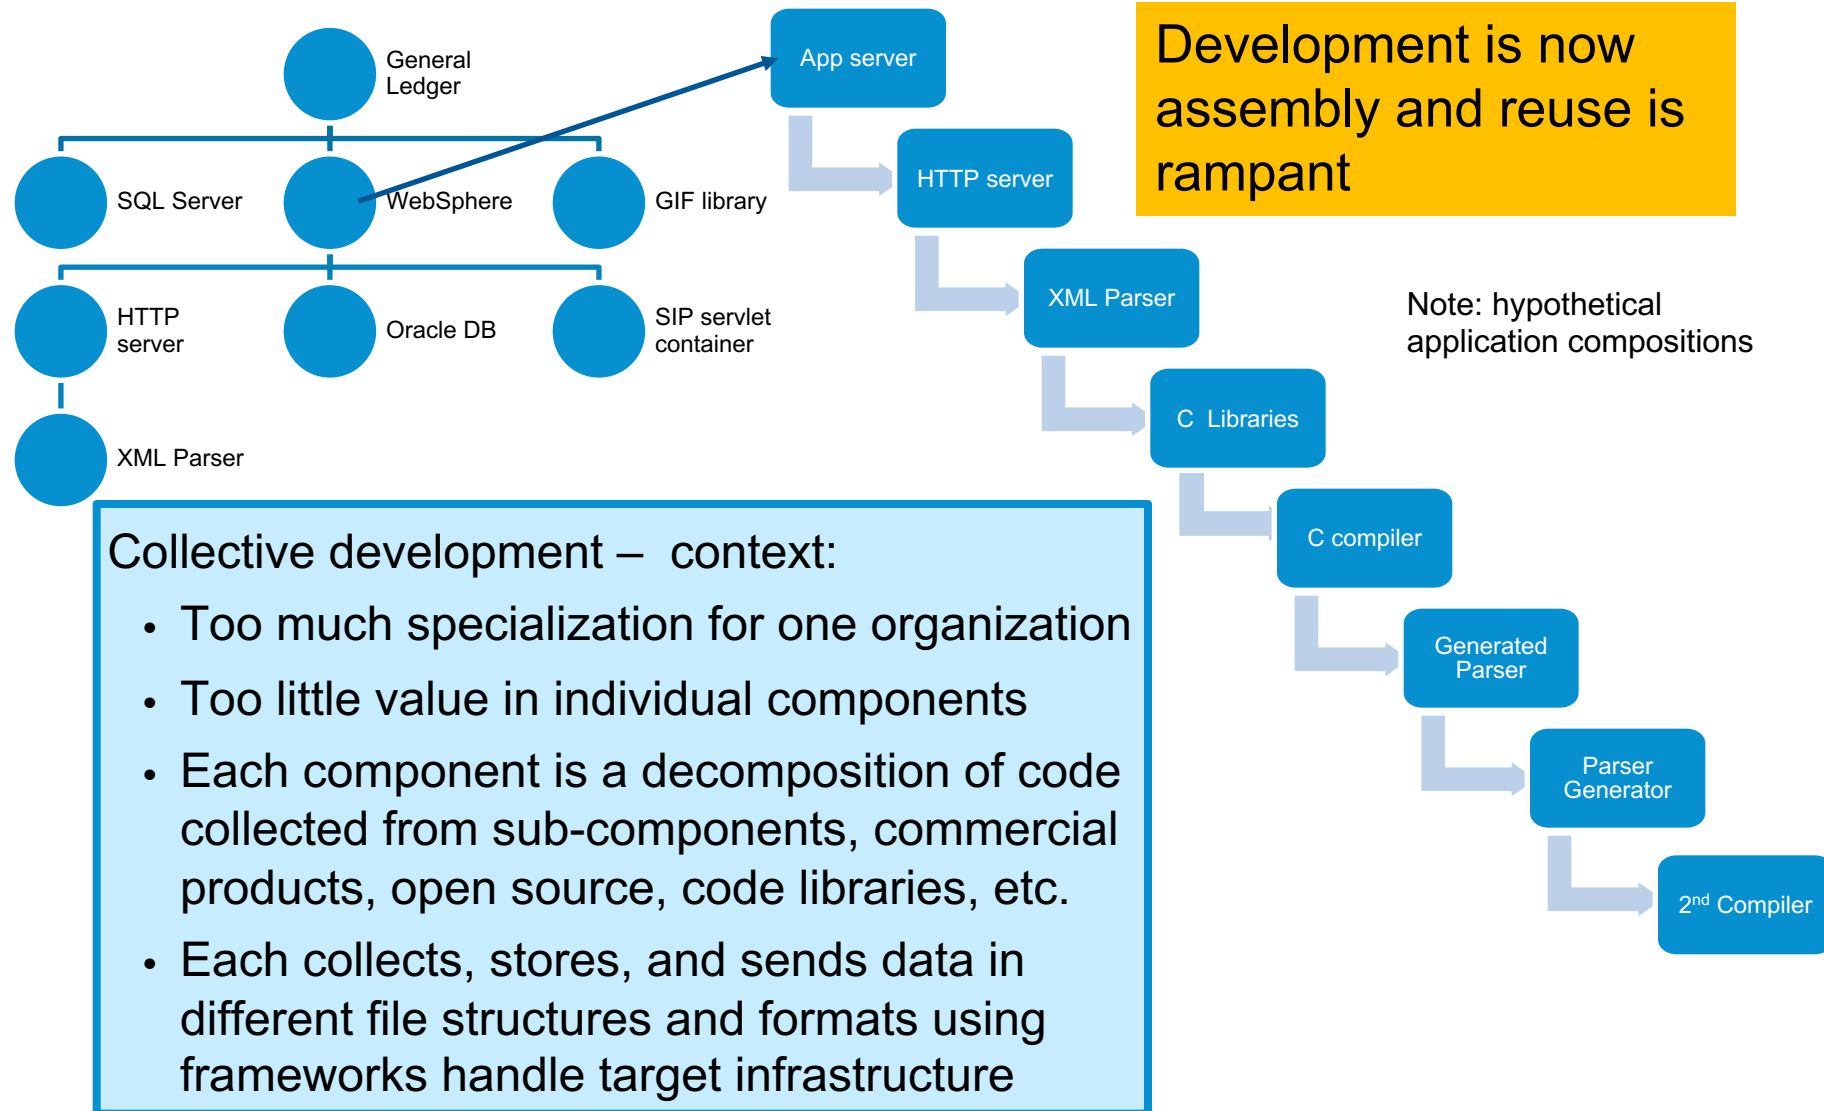 General
Ledger
SQL Server
WebSphere
GIF library
HTTP
server
Oracle DB
SIP servlet
container
XML Parser
App server
HTTP server
XML Parser
C  Libraries
C compiler
Generated
Parser
Parser
Generator
2nd Compiler
Development is now
assembly and reuse is
rampant
Note: hypothetical
application compositions
Collective development –  context:
• Too much specialization for one organization
• Too little value in individual components
• Each component is a decomposition of code
collected from sub-components, commercial
products, open source, code libraries, etc.
• Each collects, stores, and sends data in
different file structures and formats using
frameworks handle target infrastructure